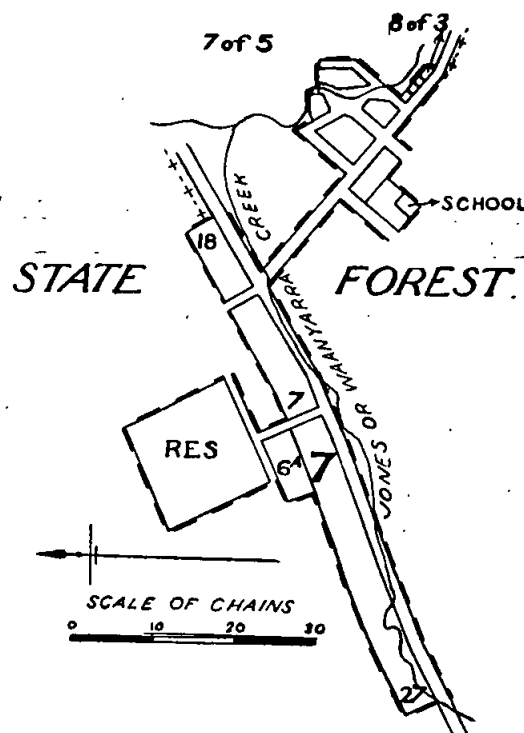 7 of 5
8 of 3
SCHOOL
CREEK
18
STATE FOREST.
JONES OR WAANYARRA
7
RES
6A
7
SCALE OF CHAINS
0 10 20 30
27